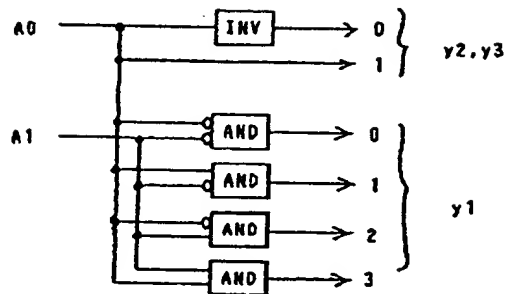 A0 INV 0
1 y2,y3
A1 AND 0
AND 1
y1
AND 2
AND 3